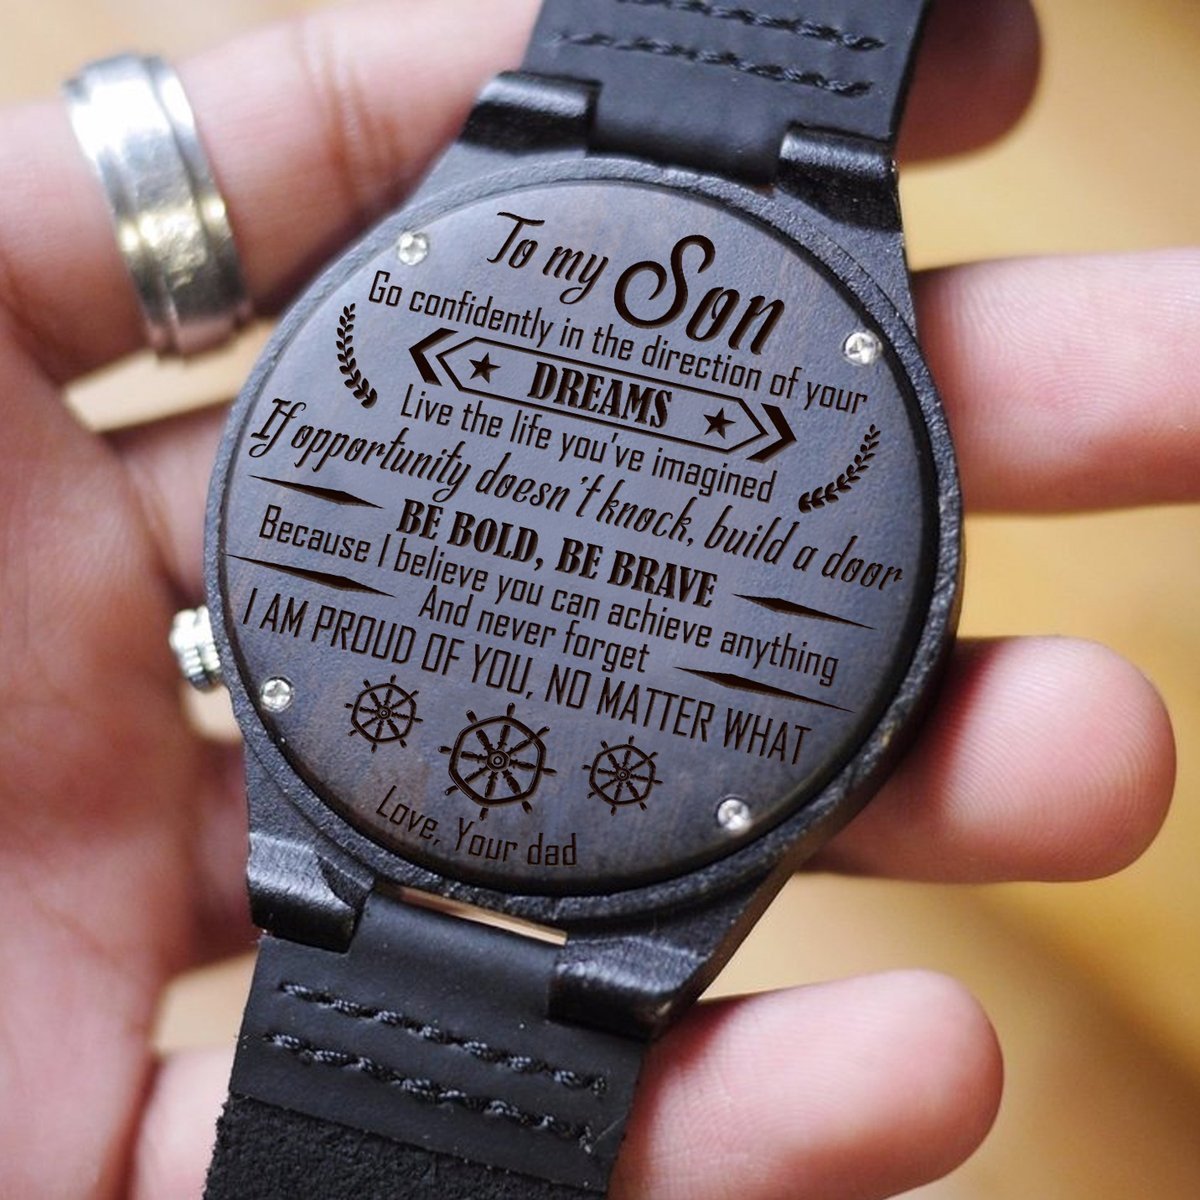 To my Son
Go confidently in the direction of your
DREAMS
Live the life you've imagined
If opportunity doesn't knock, build a door
BE BOLD, BE BRAVE
Because I believe you can achieve anything
And never forget
I AM PROUD OF YOU, NO MATTER WHAT
Love, Your dad